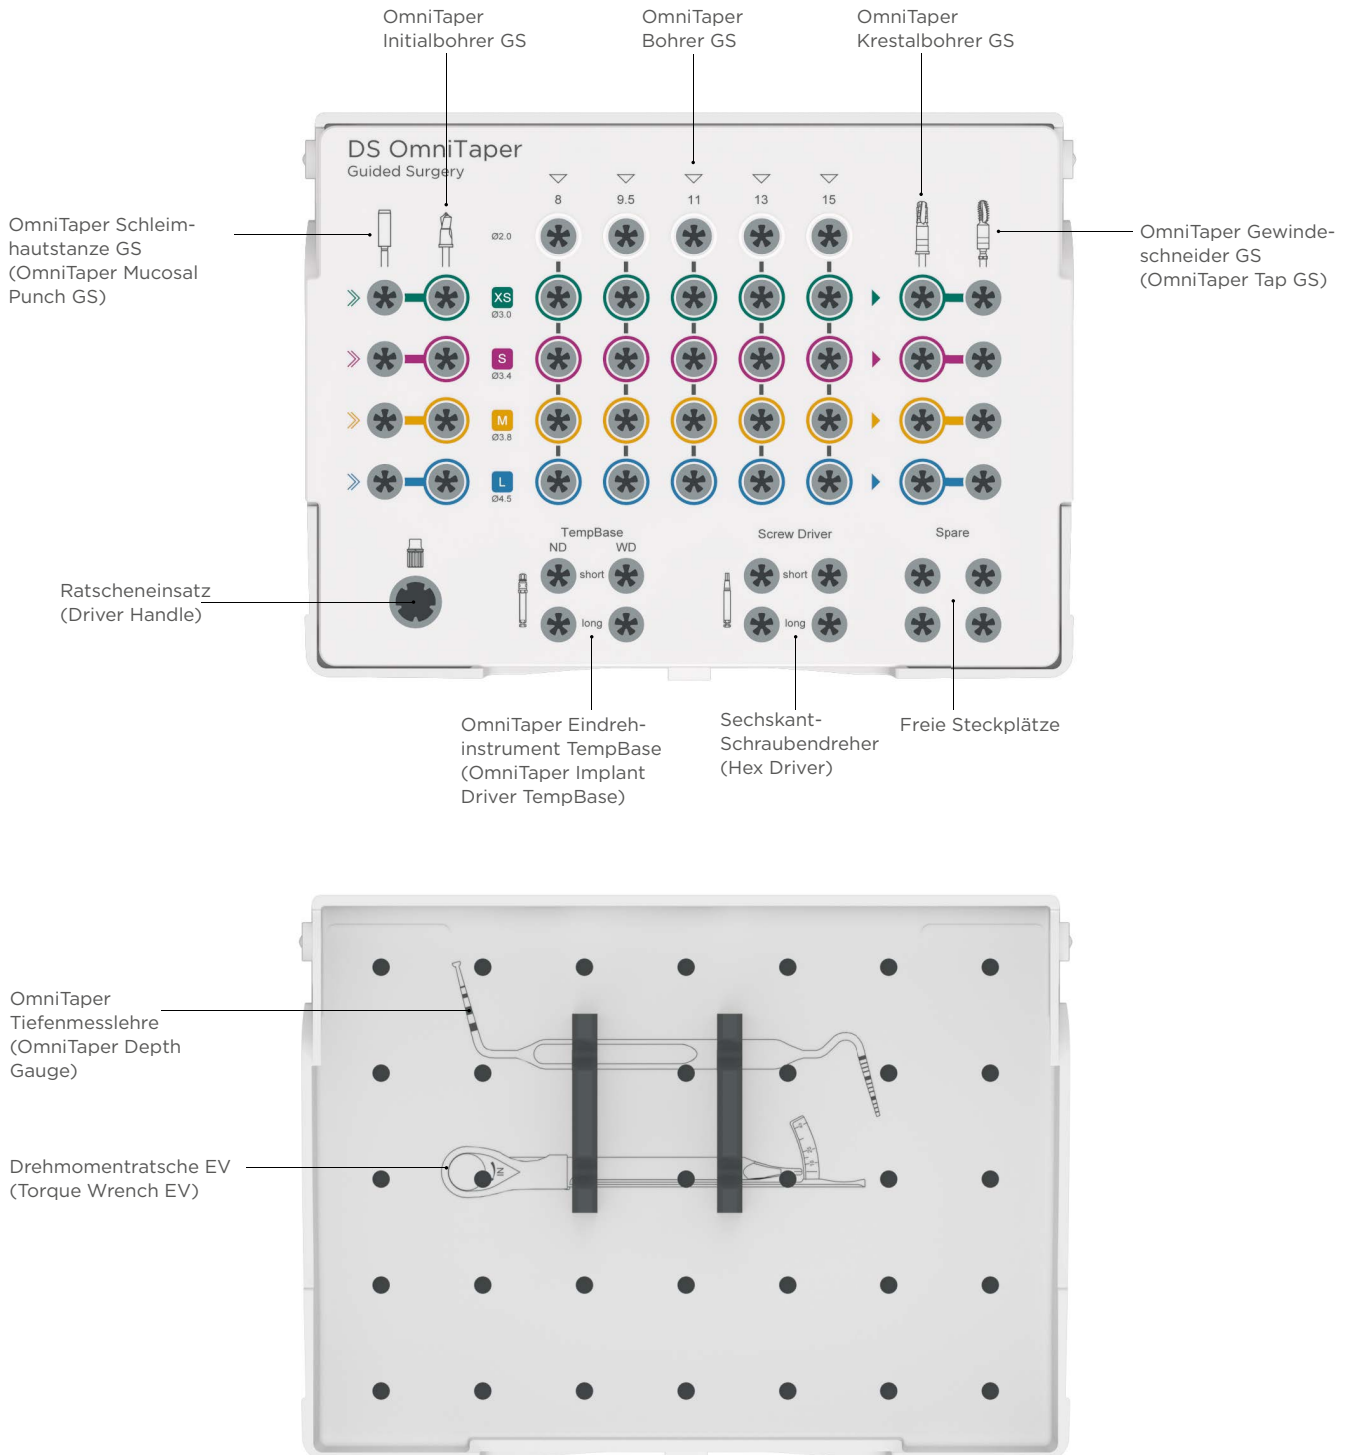 OmniTaper
Initialbohrer GS
OmniTaper
Bohrer GS
OmniTaper
Krestalbohrer GS
DS OmniTaper
Guided Surgery
8
9.5
11
13
15
OmniTaper Schleim-
hautstanze GS
(OmniTaper Mucosal
Punch GS)
OmniTaper Gewinde-
schneider GS
(OmniTaper Tap GS)
Ø2.0
XS
Ø3.0
S
Ø3.4
M
Ø3.8
L
Ø4.5
TempBase
ND
WD
short
long
Screw Driver
short
long
Spare
Ratscheneinsatz
(Driver Handle)
OmniTaper Eindreh-
instrument TempBase
(OmniTaper Implant
Driver TempBase)
Sechskant-
Schraubendreher
(Hex Driver)
Freie Steckplätze
OmniTaper
Tiefenmesslehre
(OmniTaper Depth
Gauge)
Drehmomentratsche EV
(Torque Wrench EV)
IN